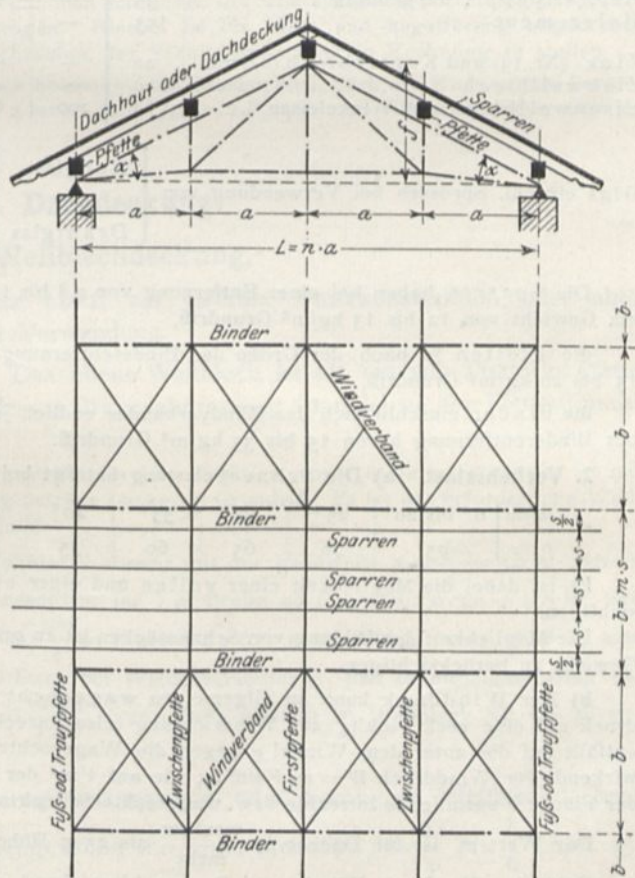 Dachhaut oder Dachdeckung
Sparren
Pfette
Pfette
α
f
α
a
a
a
a
L = n · a
Binder
b
Windverband
b
Binder
Sparren
s/2
s
Sparren
s
b = m · s
Sparren
s
Sparren
s/2
Binder
Fuß- od. Traufpfette
Zwischenpfette
Windverband
Firstpfette
Zwischenpfette
Fuß- od. Traufpfette
b
Binder
b